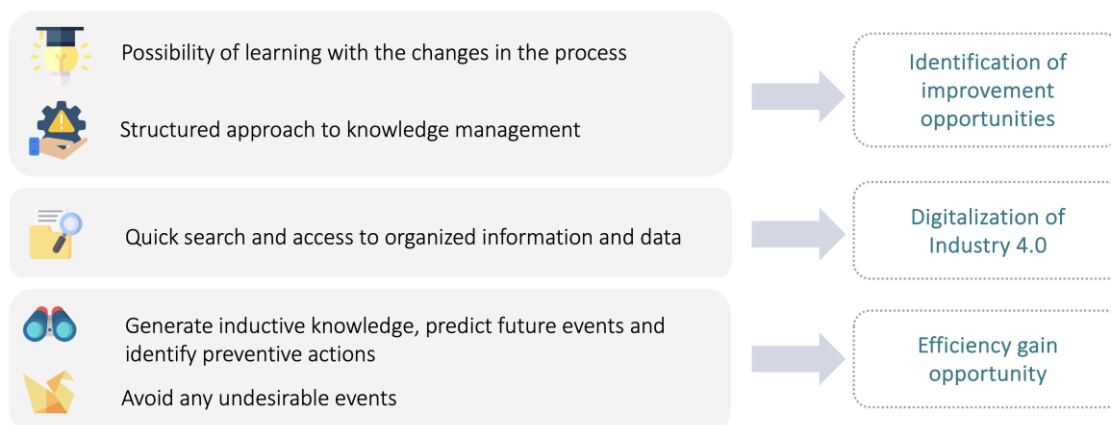 Possibility of learning with the changes in the process
Structured approach to knowledge management
Identification of
improvement
opportunities
Quick search and access to organized information and data
Digitalization of
Industry 4.0
Generate inductive knowledge, predict future events and
identify preventive actions
Avoid any undesirable events
Efficiency gain
opportunity